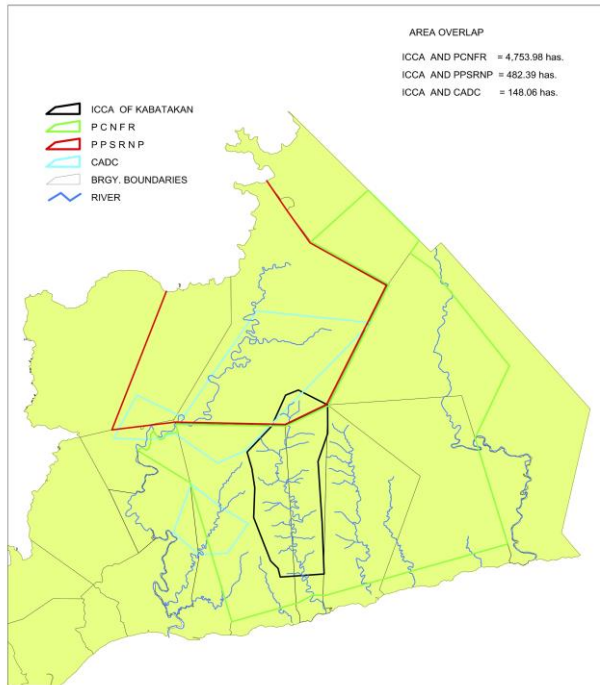 AREA OVERLAP
ICCA AND PCNFR = 4,753.98 has.
ICCA AND PPSRNP = 482.39 has.
ICCA AND CADC = 148.06 has.
ICCA OF KABATAKAN
P C N F R
P P S R N P
CADC
BRGY. BOUNDARIES
RIVER